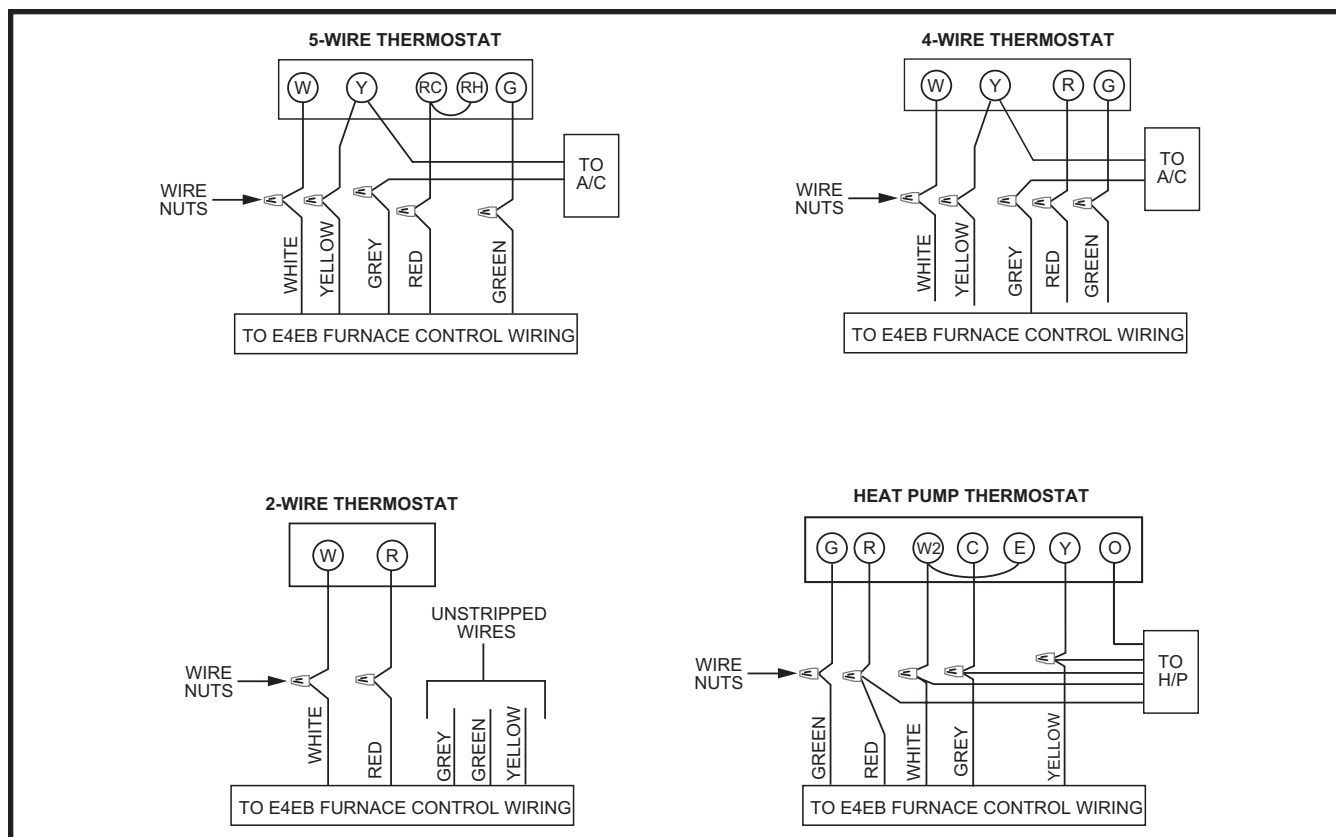 5-WIRE THERMOSTAT
W Y RC RH G
TO
A/C
WIRE
NUTS
WHITE
YELLOW
GREY
RED
GREEN
TO E4EB FURNACE CONTROL WIRING
4-WIRE THERMOSTAT
W Y R G
TO
A/C
WIRE
NUTS
WHITE
YELLOW
GREY
RED
GREEN
TO E4EB FURNACE CONTROL WIRING
2-WIRE THERMOSTAT
W R
UNSTRIPPED
WIRES
WIRE
NUTS
WHITE
RED
GREY
GREEN
YELLOW
TO E4EB FURNACE CONTROL WIRING
HEAT PUMP THERMOSTAT
G R W2 C E Y O
WIRE
NUTS
TO
H/P
GREEN
RED
WHITE
GREY
YELLOW
TO E4EB FURNACE CONTROL WIRING